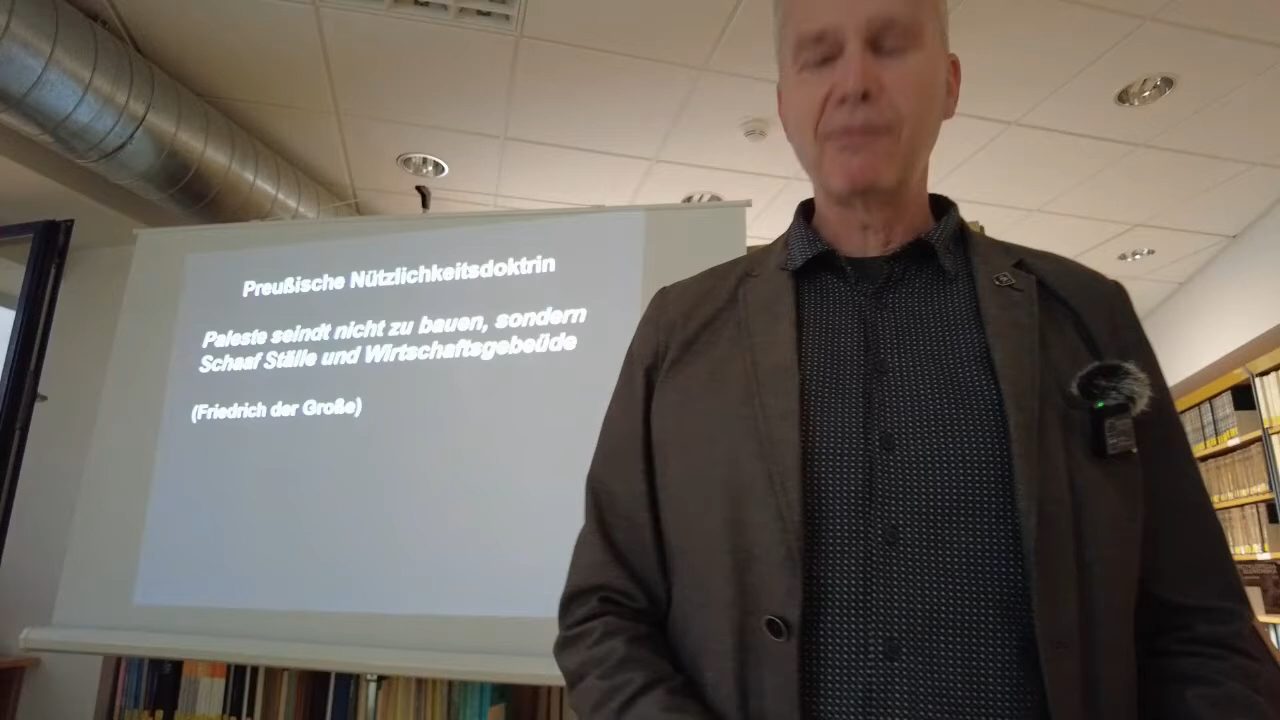 Preußische Nützlichkeitsdoktrin
Paleste seindt nicht zu bauen, sondern
Schaaf Ställe und Wirtschaftsgebeüde
(Friedrich der Große)